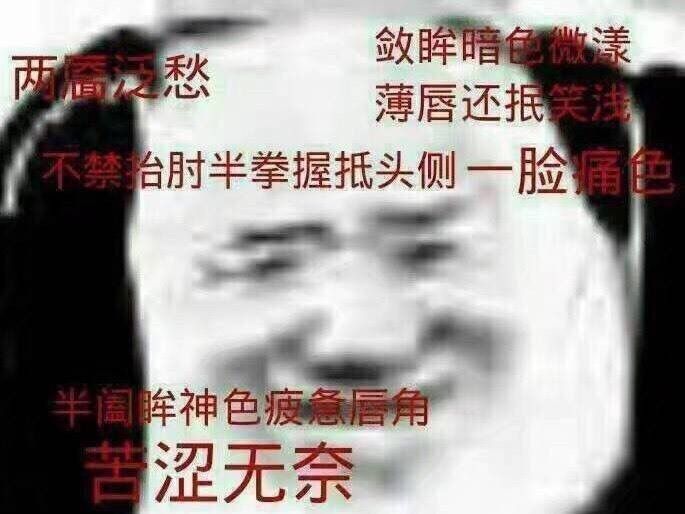 敛眸暗色微漾
两靥泛愁
薄唇还抿笑浅
不禁抬肘半拳握抵头侧
一脸痛色
半阖眸神色疲惫唇角
苦涩无奈